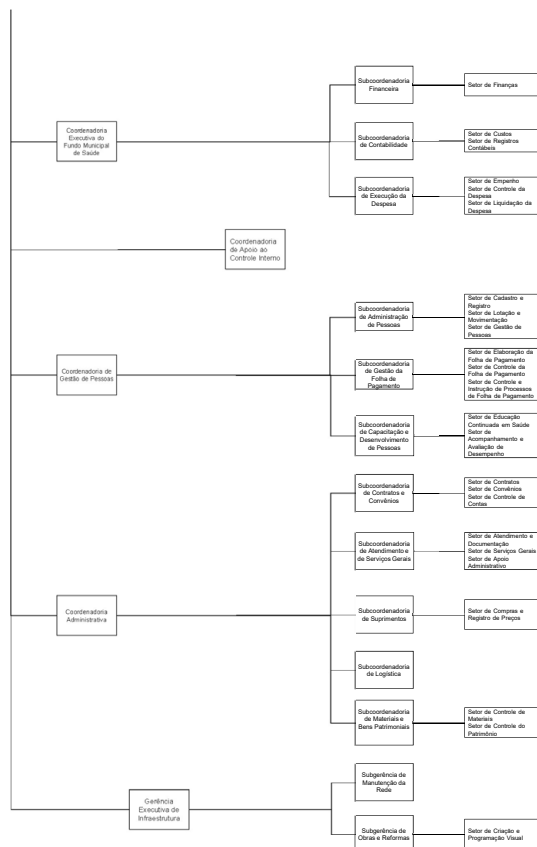 Coordenadoria
Executiva do
Fundo Municipal
de Saúde
Subcoordenadoria
Financeira
Setor de Finanças
Subcoordenadoria
de Contabilidade
Setor de Custos
Setor de Registros
Contábeis
Subcoordenadoria
de Execução da
Despesa
Setor de Empenho
Setor de Controle da
Despesa
Setor de Liquidação da
Despesa
Coordenadoria
de Apoio ao
Controle Interno
Coordenadoria de
Gestão de Pessoas
Subcoordenadoria
de Administração
de Pessoas
Setor de Cadastro e
Registro
Setor de Lotação e
Movimentação
Setor de Gestão de
Pessoas
Subcoordenadoria
de Gestão da
Folha de
Pagamento
Setor de Elaboração da
Folha de Pagamento
Setor de Controle da
Folha de Pagamento
Setor de Controle e
Instrução de Processos
de Folha de Pagamento
Subcoordenadoria
de Capacitação e
Desenvolvimento
de Pessoas
Setor de Educação
Continuada em Saúde
Setor de
Acompanhamento e
Avaliação de
Desempenho
Coordenadoria
Administrativa
Subcoordenadoria
de Contratos e
Convênios
Setor de Contratos
Setor de Convênios
Setor de Controle de
Contas
Subcoordenadoria
de Atendimento e
de Serviços Gerais
Setor de Atendimento e
Documentação
Setor de Serviços Gerais
Setor de Apoio
Administrativo
Subcoordenadoria
de Suprimentos
Setor de Compras e
Registro de Preços
Subcoordenadoria
de Logística
Subcoordenadoria
de Materiais e
Bens Patrimoniais
Setor de Controle de
Materiais
Setor de Controle do
Patrimônio
Gerência
Executiva de
Infraestrutura
Subgerência de
Manutenção da
Rede
Subgerência de
Obras e Reformas
Setor de Criação e
Programação Visual